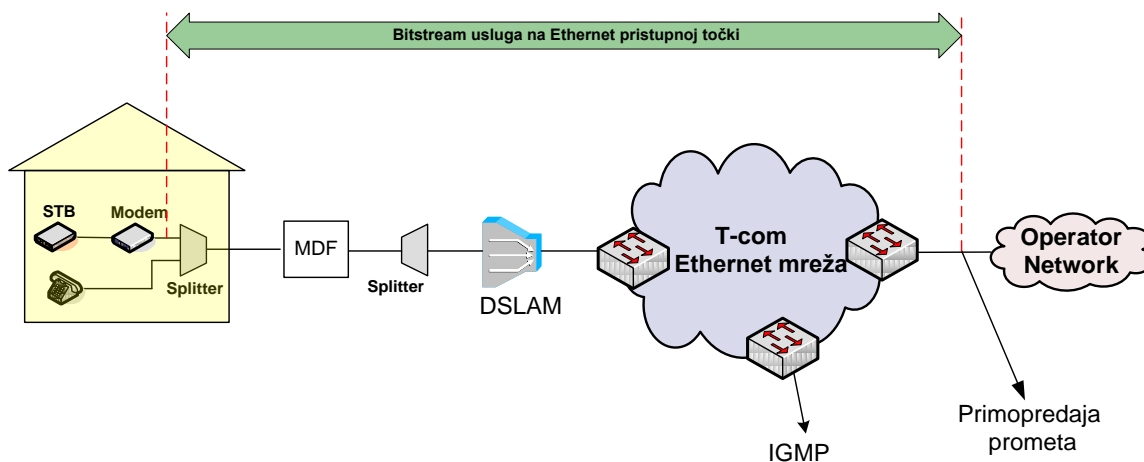 Bitstream usluga na Ethernet pristupnoj točki
STB
Modem
Splitter
MDF
Splitter
DSLAM
T-com
Ethernet mreža
Operator
Network
IGMP
Primopredaja
prometa